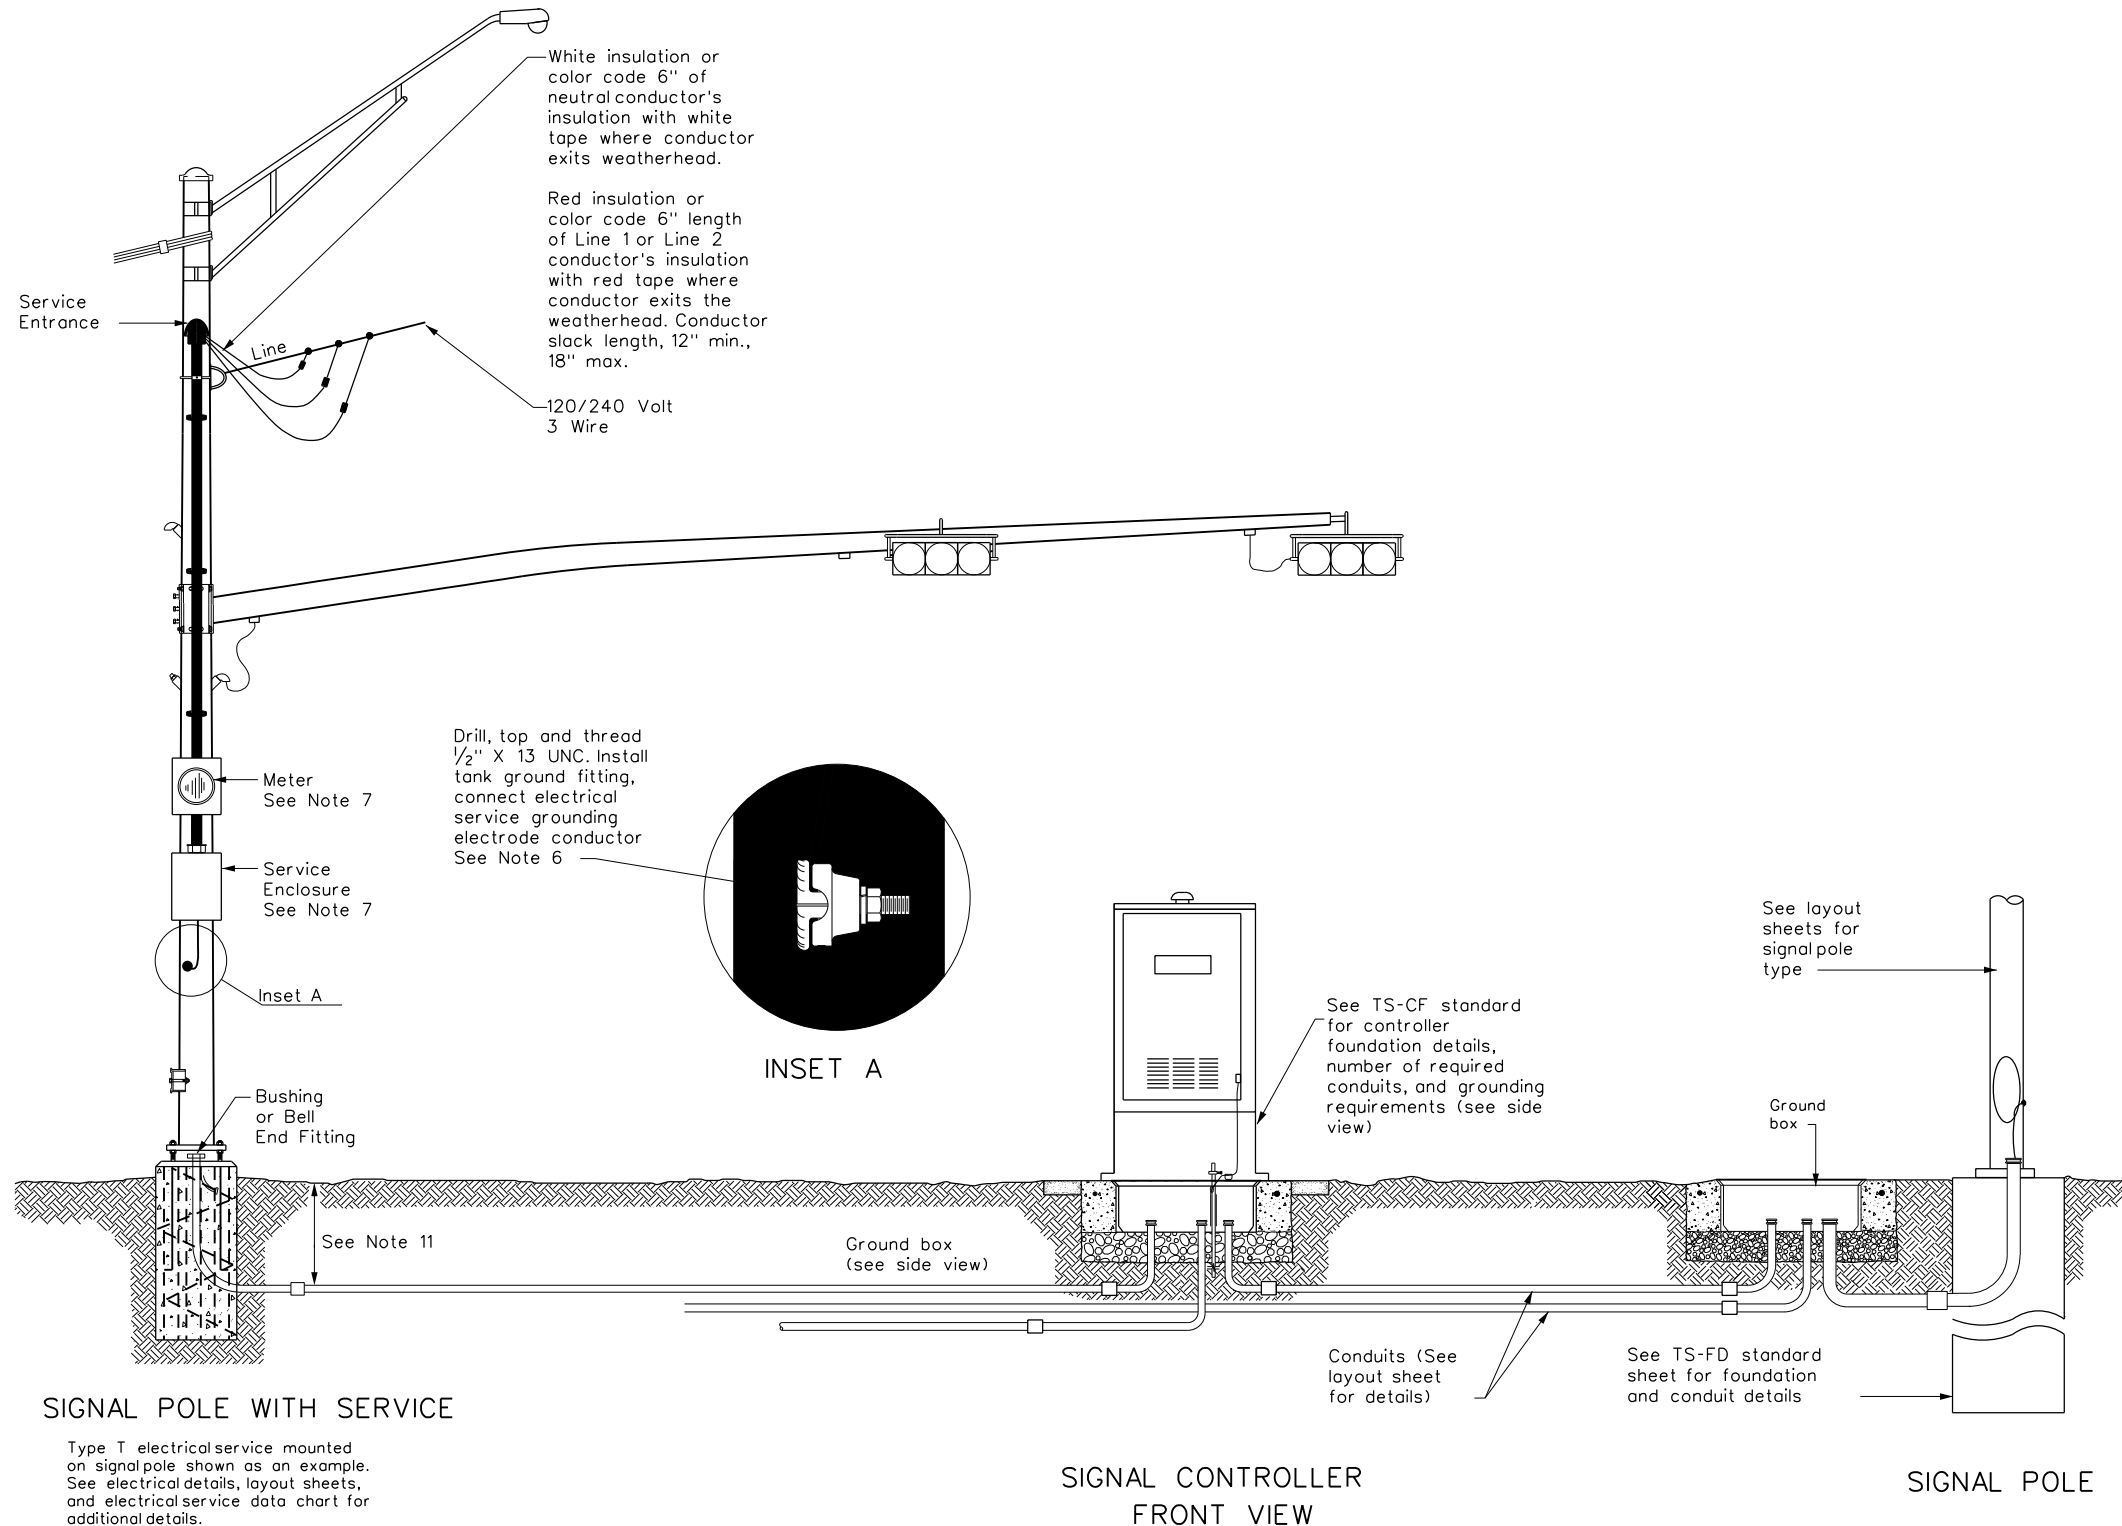 White insulation or
color code 6" of
neutral conductor's
insulation with white
tape where conductor
exits weatherhead.
Red insulation or
color code 6" length
of Line 1 or Line 2
conductor's insulation
with red tape where
conductor exits the
weatherhead. Conductor
slack length, 12" min.,
18" max.
Service
Entrance
Line
120/240 Volt
3 Wire
Drill, top and thread
1/2" X 13 UNC. Install
tank ground fitting,
connect electrical
service grounding
electrode conductor
See Note 6
Meter
See Note 7
Service
Enclosure
See Note 7
Inset A
INSET A
See layout
sheets for
signal pole
type
See TS-CF standard
for controller
foundation details,
number of required
conduits, and grounding
requirements (see side
view)
Bushing
or Bell
End Fitting
Ground
box
See Note 11
Ground box
(see side view)
Conduits (See
layout sheet
for details)
See TS-FD standard
sheet for foundation
and conduit details
SIGNAL POLE WITH SERVICE
Type T electrical service mounted
on signal pole shown as an example.
See electrical details, layout sheets,
and electrical service data chart for
additional details.
SIGNAL CONTROLLER
FRONT VIEW
SIGNAL POLE